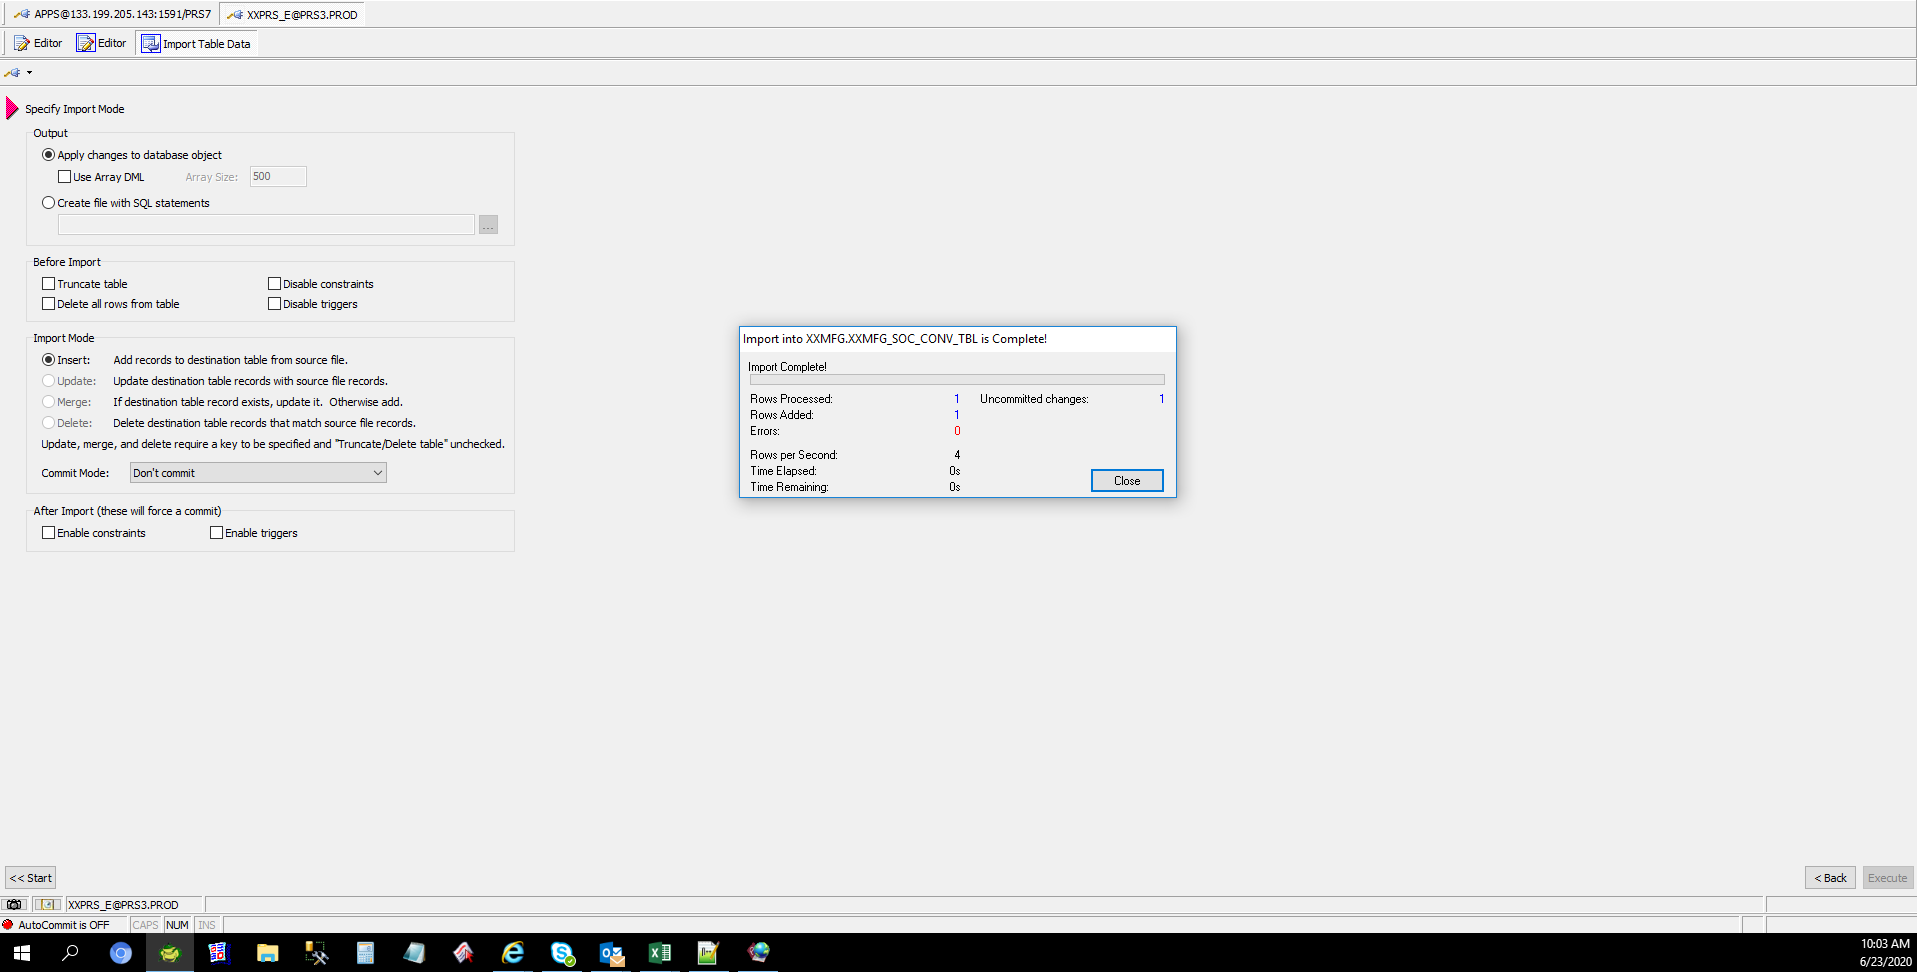 APPS@133.199.205.143:1591/PRS7 XXPRS_E@PRS3.PROD
Editor Editor Import Table Data
Specify Import Mode
Output
Apply changes to database object
Use Array DML Array Size: 500
Create file with SQL statements
...
Before Import
Truncate table Disable constraints
Delete all rows from table Disable triggers
Import Mode
Insert: Add records to destination table from source file.
Update: Update destination table records with source file records.
Merge: If destination table record exists, update it. Otherwise add.
Delete: Delete destination table records that match source file records.
Update, merge, and delete require a key to be specified and "Truncate/Delete table" unchecked.
Commit Mode: Don't commit
After Import (these will force a commit)
Enable constraints Enable triggers
Import into XXMFG.XXMFG_SOC_CONV_TBL is Complete!
Import Complete!
Rows Processed: 1 Uncommitted changes: 1
Rows Added: 1
Errors: 0
Rows per Second: 4
Time Elapsed: 0s
Time Remaining: 0s
Close
<< Start < Back Execute
XXPRS_E@PRS3.PROD
AutoCommit is OFF CAPS NUM INS
10:03 AM
6/23/2020